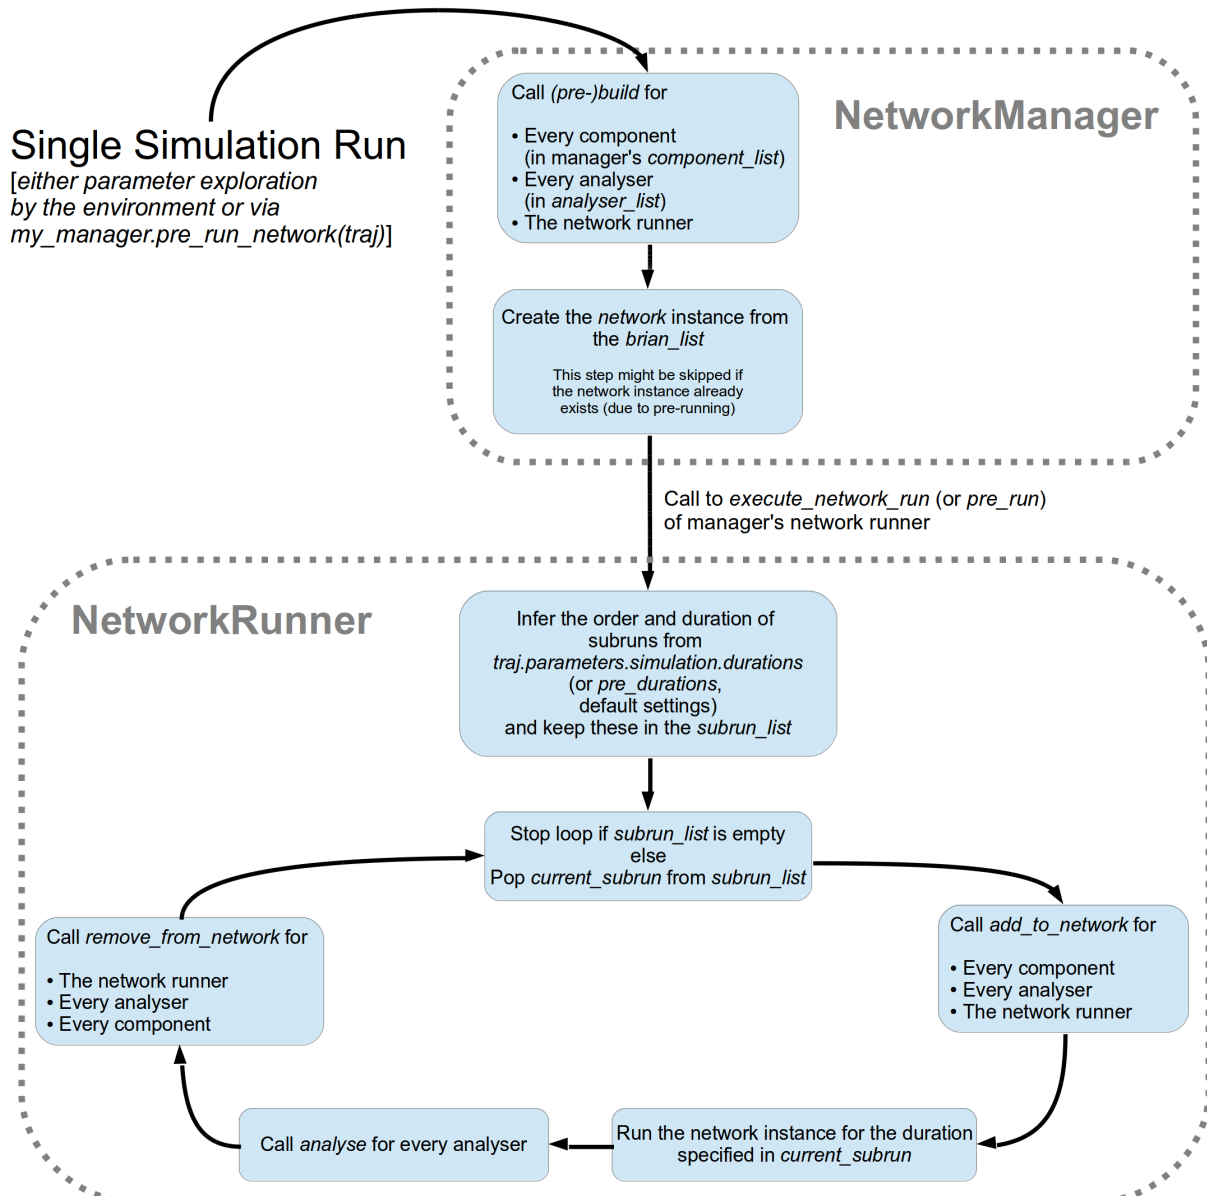 Single Simulation Run
[either parameter exploration
by the environment or via
my_manager.pre_run_network(traj)]
NetworkManager
Call (pre-)build for
• Every component
(in manager's component_list)
• Every analyser
(in analyser_list)
• The network runner
Create the network instance from
the brian_list
This step might be skipped if
the network instance already
exists (due to pre-running)
Call to execute_network_run (or pre_run)
of manager's network runner
NetworkRunner
Infer the order and duration of
subruns from
traj.parameters.simulation.durations
(or pre_durations,
default settings)
and keep these in the subrun_list
Stop loop if subrun_list is empty
else
Pop current_subrun from subrun_list
Call add_to_network for
• Every component
• Every analyser
• The network runner
Run the network instance for the duration
specified in current_subrun
Call analyse for every analyser
Call remove_from_network for
• The network runner
• Every analyser
• Every component